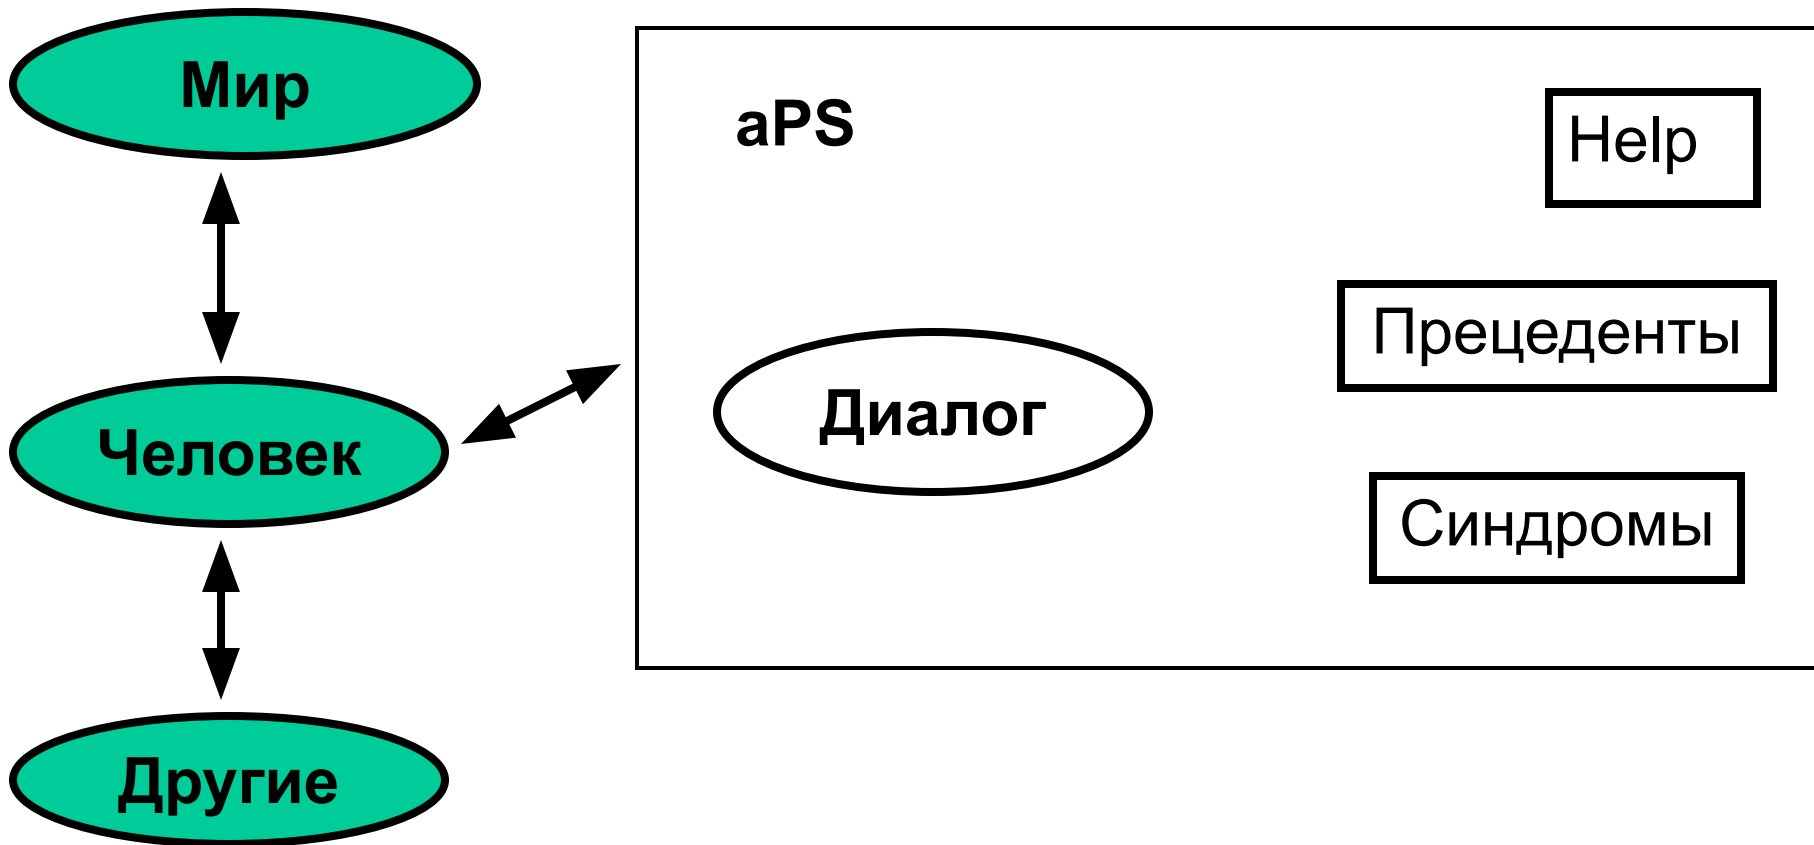 Мир
aPS
Help
Прецеденты
Диалог
Человек
Синдромы
Другие